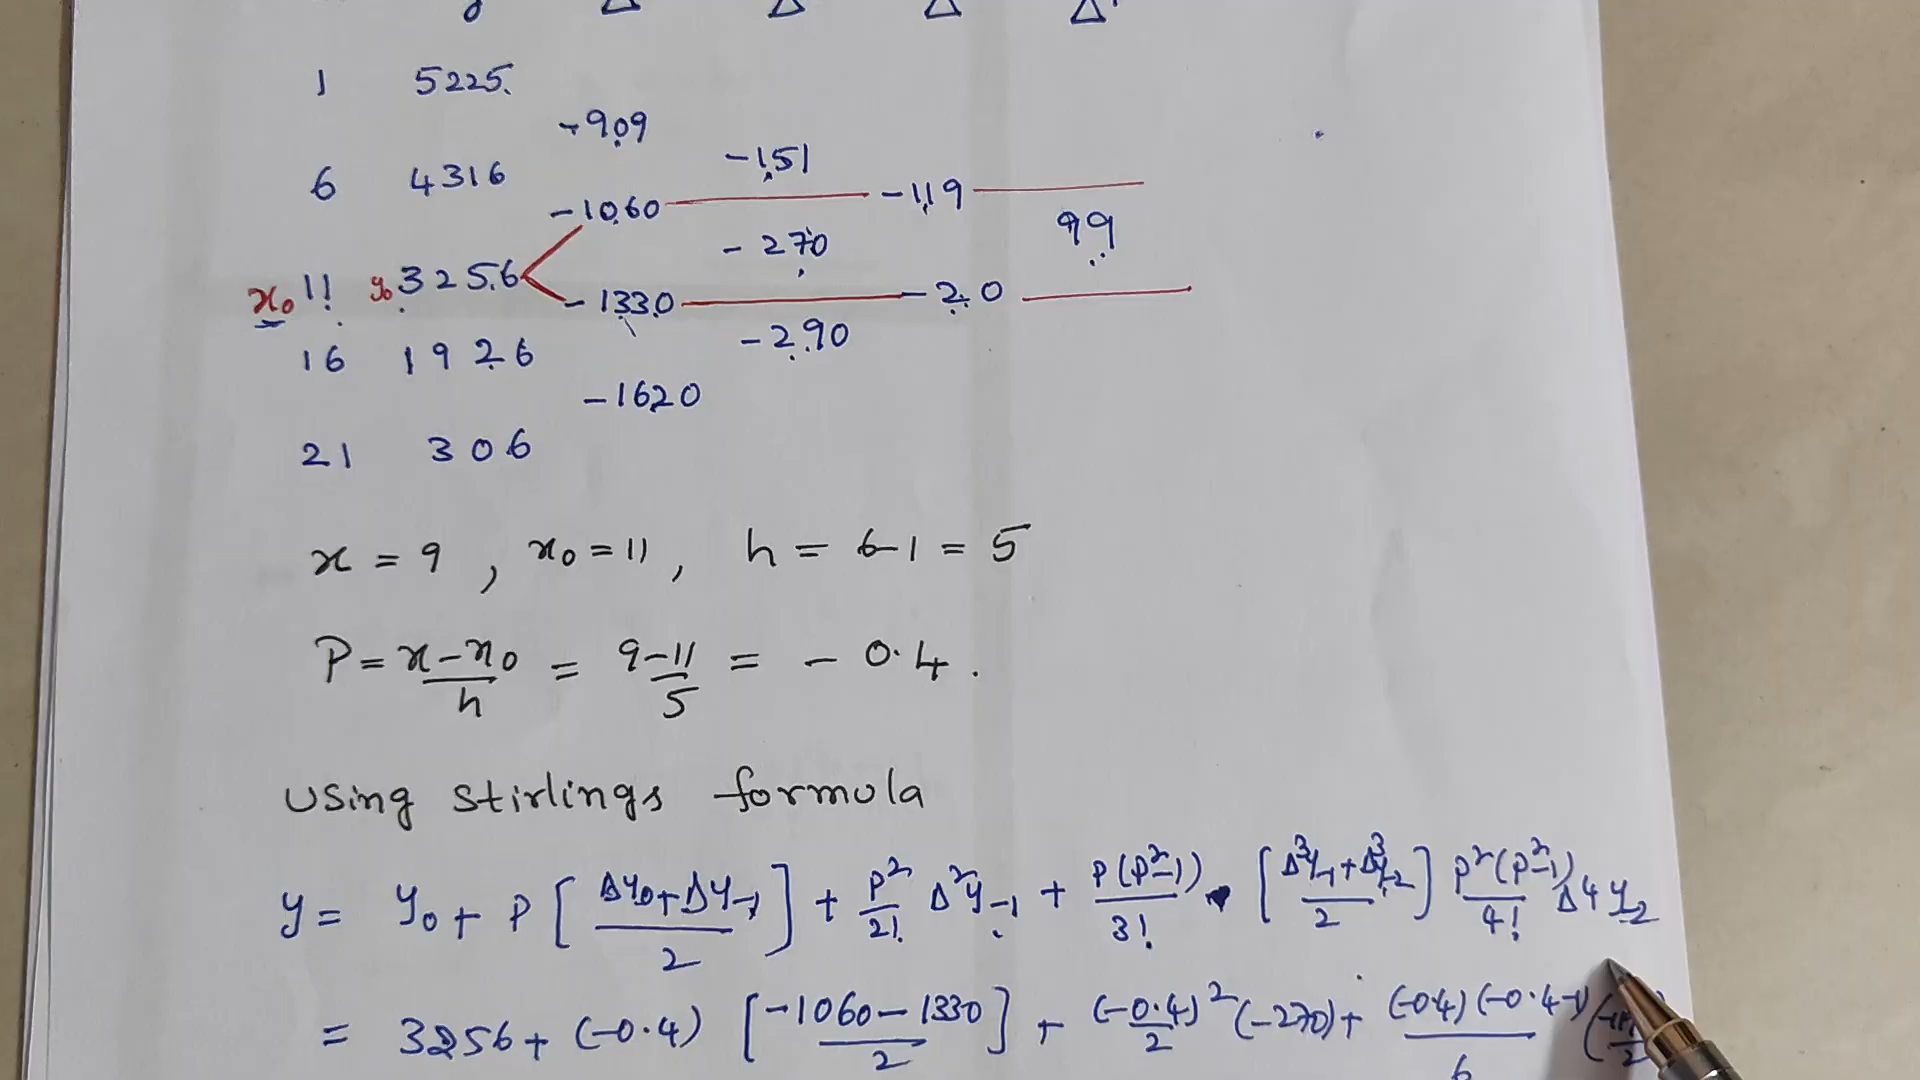 y Δ Δ Δ Δ
1 5225.
-909
-151
6 4316
-1060 -119
-270 99
x₀ 11 y₀ 3256
-1330 -20
-290
16 1926
-1620
21 306
x = 9 , x₀ = 11 , h = 6-1 = 5
P = x-x₀/h = 9-11/5 = - 0.4 .
Using stirlings formula
y = y₀ + P [Δy₀+Δy₋₁/2] + P²/2! Δ²y₋₁ + P(P²-1)/3! . [Δ³y₋₁+Δ³y₋₂/2] P²(P²-1)/4! Δ4 y₋₂
= 3256 + (-0.4) [-1060-1330/2] + (-0.4)²/2 (-270) + (-0.4)(-0.4-1)/6